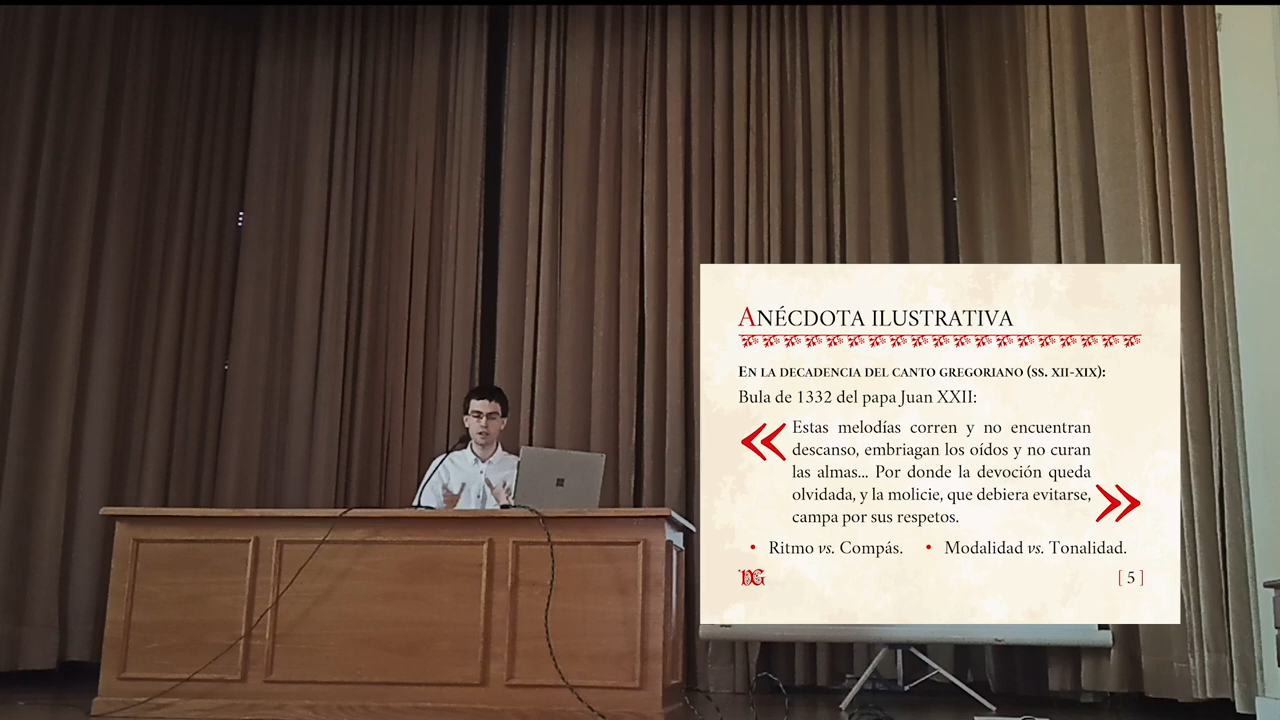 ANÉCDOTA ILUSTRATIVA
EN LA DECADENCIA DEL CANTO GREGORIANO (SS. XII-XIX):
Bula de 1332 del papa Juan XXII:
« Estas melodías corren y no encuentran
descanso, embriagan los oídos y no curan
las almas... Por donde la devoción queda
olvidada, y la molicie, que debiera evitarse,
campa por sus respetos. »
• Ritmo vs. Compás. • Modalidad vs. Tonalidad.
[ 5 ]